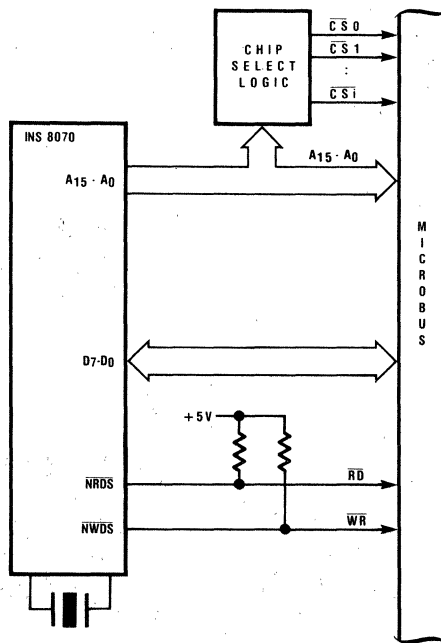 CHIP
SELECT
LOGIC
CS0
CS1
:
CSi
INS 8070
A15 - A0
A15 - A0
MICROBUS
D7-D0
+5V
NRDS
RD
NWDS
WR